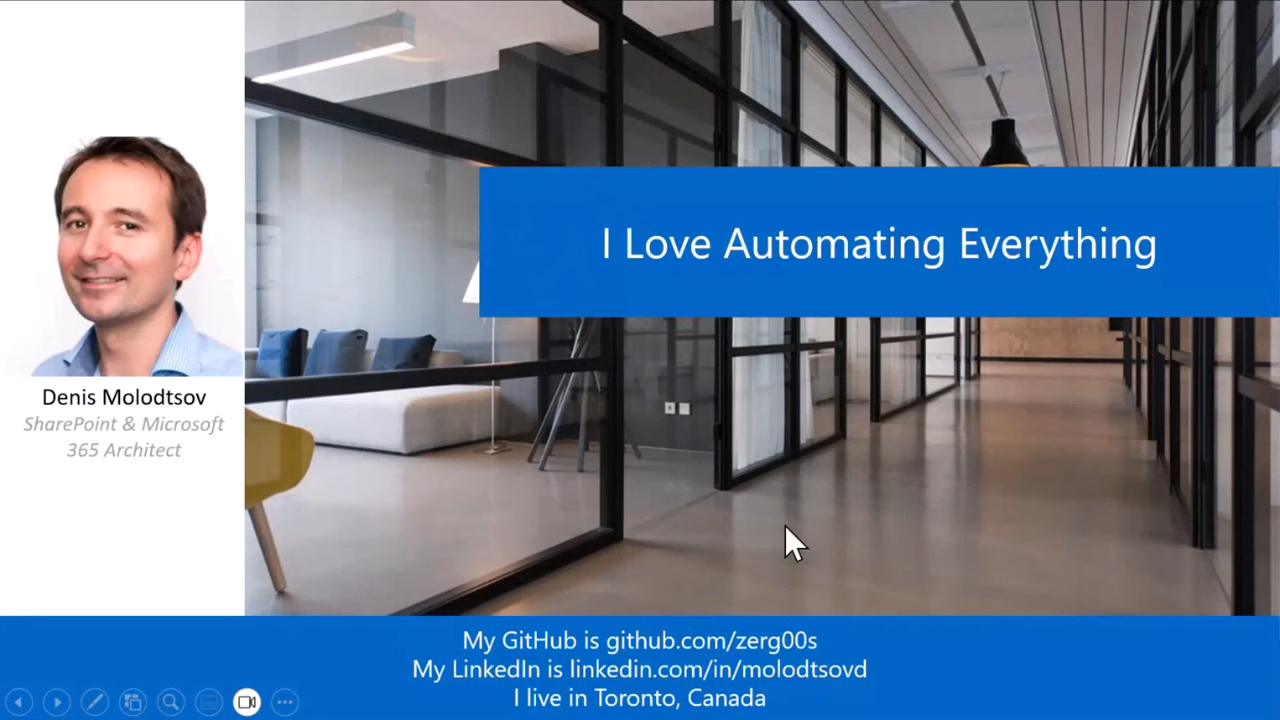 I Love Automating Everything
Denis Molodtsov
SharePoint & Microsoft
365 Architect
My GitHub is github.com/zerg00s
My LinkedIn is linkedin.com/in/molodtsovd
I live in Toronto, Canada